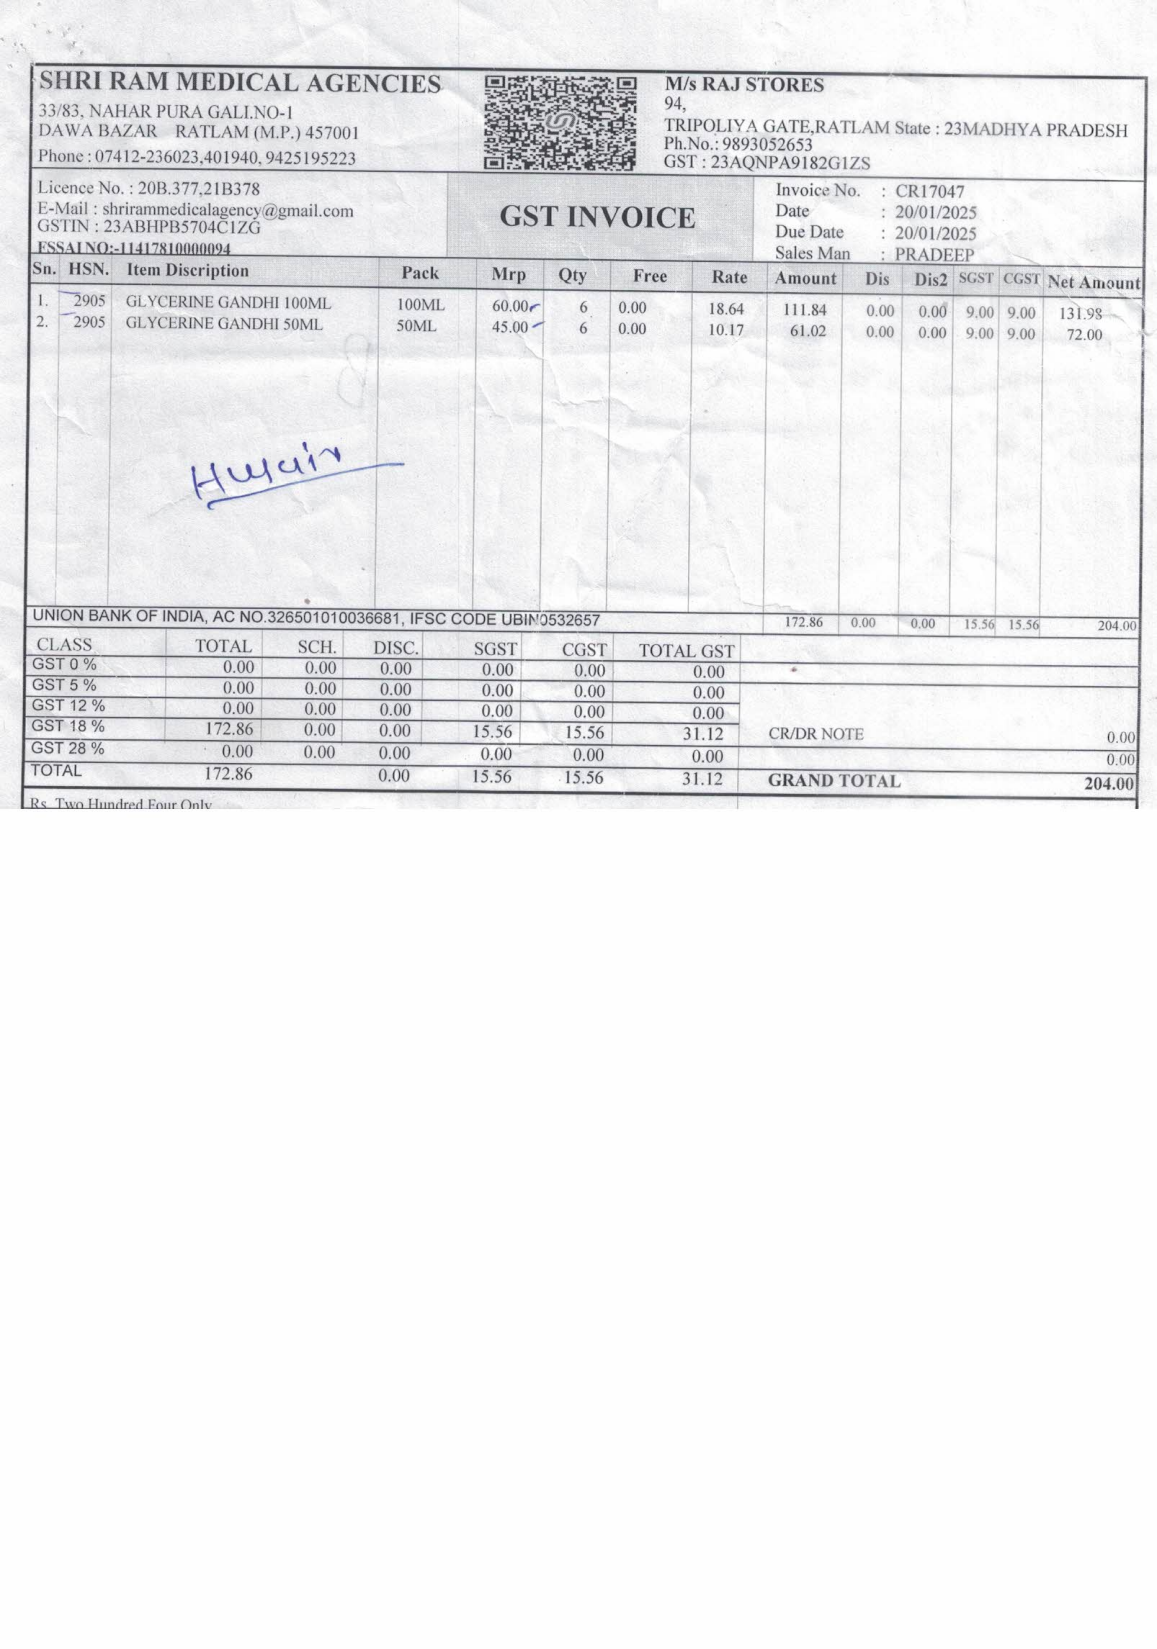 SHRI RAM MEDICAL AGENCIES
33/83, NAHAR PURA GALI.NO-1
DAWA BAZAR RATLAM (M.P.) 457001
Phone : 07412-236023,401940, 9425195223
M/s RAJ STORES
94,
TRIPOLIYA GATE,RATLAM State : 23MADHYA PRADESH
Ph.No.: 9893052653
GST : 23AQNPA9182G1ZS
Licence No. : 20B.377,21B378
E-Mail : shrirammedicalagency@gmail.com
GSTIN : 23ABHPB5704C1ZG
FSSAI NO:-11417810000094
GST INVOICE
Invoice No. : CR17047
Date : 20/01/2025
Due Date : 20/01/2025
Sales Man : PRADEEP
Sn. HSN. Item Discription Pack Mrp Qty Free Rate Amount Dis Dis2 SGST CGST Net Amount
1. 2905 GLYCERINE GANDHI 100ML 100ML 60.00 6 0.00 18.64 111.84 0.00 0.00 9.00 9.00 131.98
2. 2905 GLYCERINE GANDHI 50ML 50ML 45.00 6 0.00 10.17 61.02 0.00 0.00 9.00 9.00 72.00
UNION BANK OF INDIA, AC NO.326501010036681, IFSC CODE UBIN0532657 172.86 0.00 0.00 15.56 15.56 204.00
CLASS TOTAL SCH. DISC. SGST CGST TOTAL GST
GST 0 % 0.00 0.00 0.00 0.00 0.00 0.00
GST 5 % 0.00 0.00 0.00 0.00 0.00 0.00
GST 12 % 0.00 0.00 0.00 0.00 0.00 0.00
GST 18 % 172.86 0.00 0.00 15.56 15.56 31.12 CR/DR NOTE 0.00
GST 28 % 0.00 0.00 0.00 0.00 0.00 0.00 0.00
TOTAL 172.86 0.00 15.56 15.56 31.12 GRAND TOTAL 204.00
Rs. Two Hundred Four Only